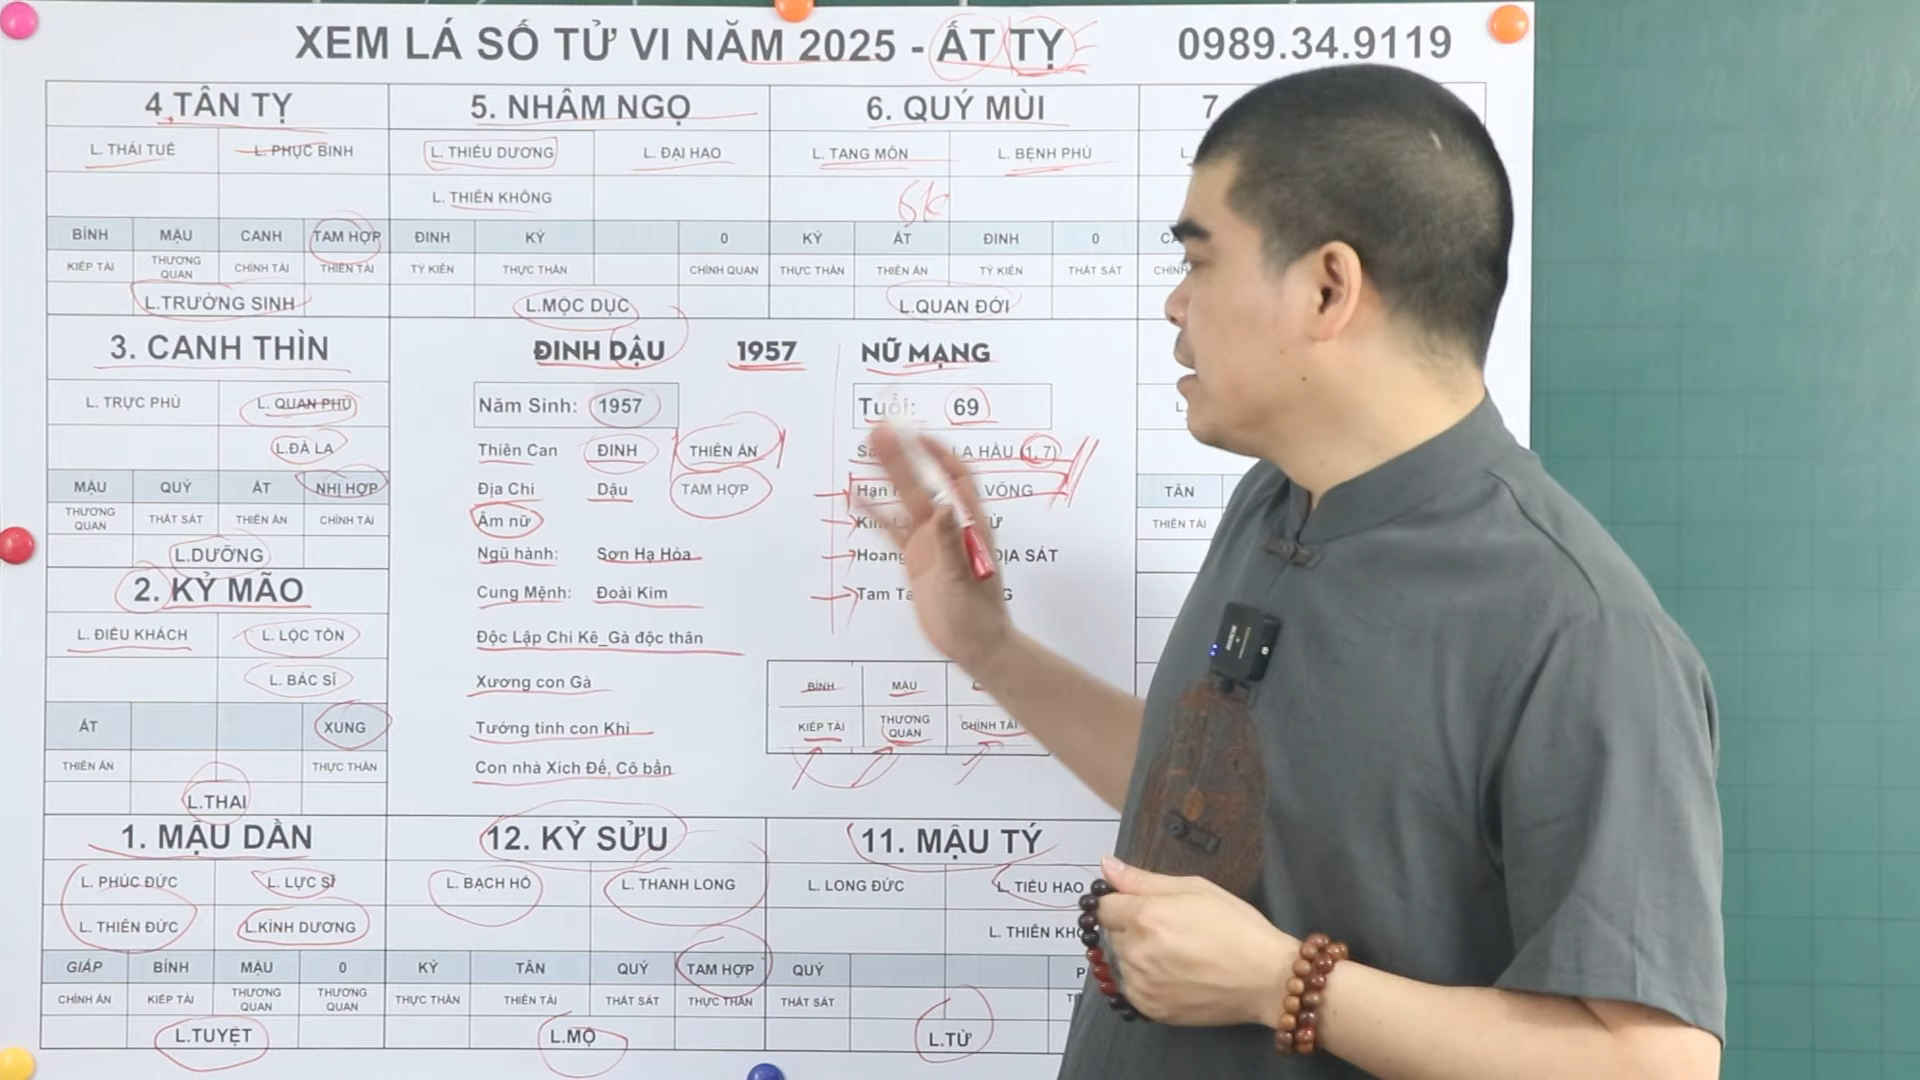 XEM LÁ SỐ TỬ VI NĂM 2025 - ẤT TỴ 0989.34.9119
4.TÂN TỴ 5. NHÂM NGỌ 6. QUÝ MÙI 7
L. THÁI TUẾ L. PHỤC BINH L. THIẾU DƯƠNG L. ĐẠI HAO L. TANG MÔN L. BỆNH PHÙ L.
L. THIÊN KHÔNG 6k
BÍNH MẬU CANH TAM HỢP ĐINH KỶ 0 KỶ ẤT ĐINH 0
KIẾP TÀI THƯƠNG QUAN CHÍNH TÀI THIÊN TÀI TỶ KIÊN THỰC THẦN CHÍNH QUAN THỰC THẦN THIÊN ẤN TỶ KIÊN THẤT SÁT
L.TRƯỜNG SINH L.MỘC DỤC L.QUAN ĐỚI
3. CANH THÌN
L. TRỰC PHÙ L. QUAN PHÙ
L.ĐÀ LA
MẬU QUÝ ẤT NHỊ HỢP
THƯƠNG QUAN THẤT SÁT THIÊN ẤN CHÍNH TÀI
L.DƯỠNG
2. KỶ MÃO
L. ĐIẾU KHÁCH L. LỘC TỒN
L. BÁC SĨ
ẤT XUNG
THIÊN ẤN THỰC THẦN
L.THAI
ĐINH DẬU 1957 NỮ MẠNG
Năm Sinh: 1957 Tuổi: 69
Thiên Can ĐINH THIÊN ẤN LA HẦU (1, 7)
Địa Chi Dậu TAM HỢP Hạn VÕNG
Âm nữ
Ngũ hành: Sơn Hạ Hỏa Hoang ĐỊA SÁT
Cung Mệnh: Đoài Kim Tam
Độc Lập Chi Kê_Gà độc thân
Xương con Gà BÍNH MẬU
Tướng tinh con Khỉ KIẾP TÀI THƯƠNG QUAN CHÍNH TÀI
Con nhà Xích Đế, Cô bần
TÂN
THIÊN TÀI
1. MẬU DẦN 12. KỶ SỬU 11. MẬU TÝ
L. PHÚC ĐỨC L. LỰC SĨ L. BẠCH HỔ L. THANH LONG L. LONG ĐỨC L. TIỂU HAO
L. THIÊN ĐỨC L.KÌNH DƯƠNG L. THIÊN
GIÁP BÍNH MẬU 0 KỶ TÂN QUÝ TAM HỢP QUÝ
CHÍNH ẤN KIẾP TÀI THƯƠNG QUAN THƯƠNG QUAN THỰC THẦN THIÊN TÀI THẤT SÁT THỰC THẦN THẤT SÁT
L.TUYỆT L.MỘ L.TỬ